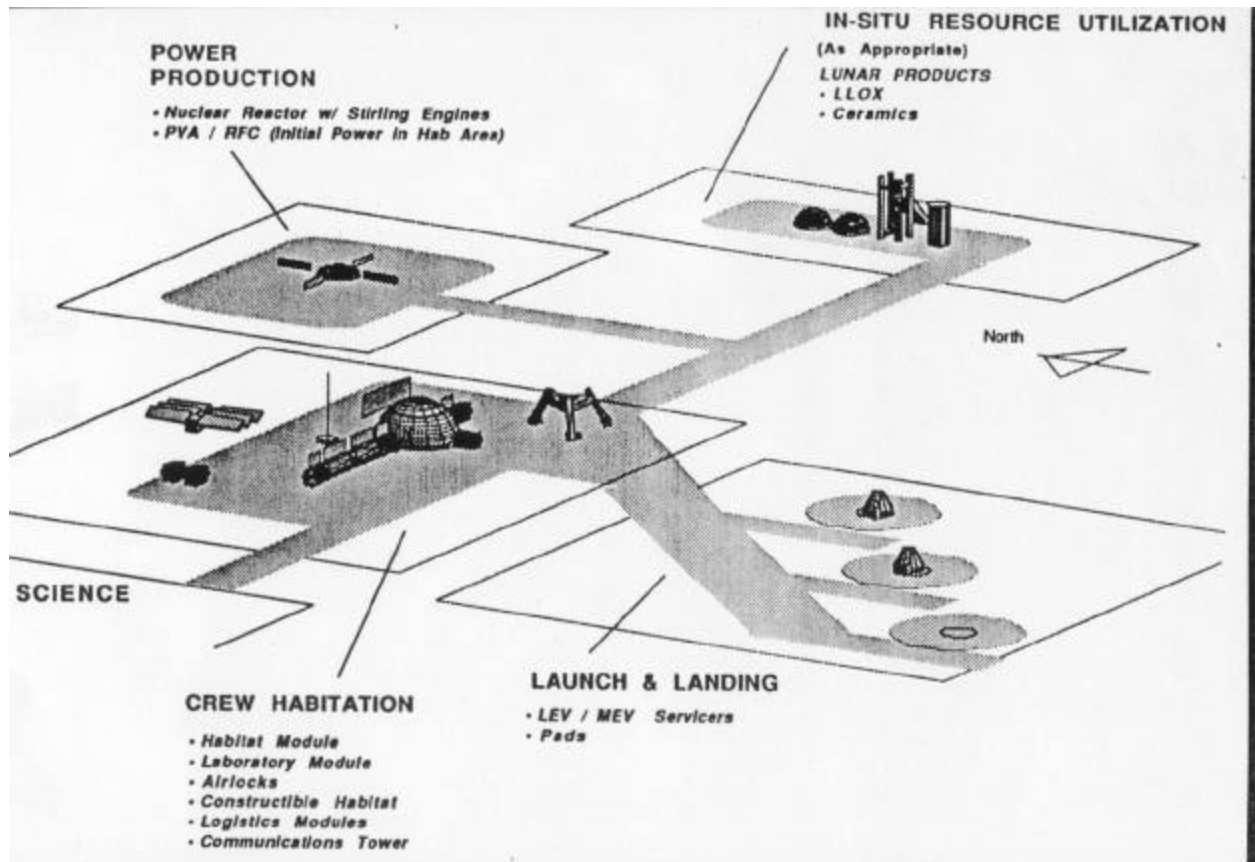 POWER
PRODUCTION
• Nuclear Reactor w/ Stirling Engines
• PVA / RFC (Initial Power in Hab Area)
IN-SITU RESOURCE UTILIZATION
(As Appropriate)
LUNAR PRODUCTS
• LLOX
• Ceramics
North
SCIENCE
CREW HABITATION
• Habitat Module
• Laboratory Module
• Airlocks
• Constructible Habitat
• Logistics Modules
• Communications Tower
LAUNCH & LANDING
• LEV / MEV Servicers
• Pads